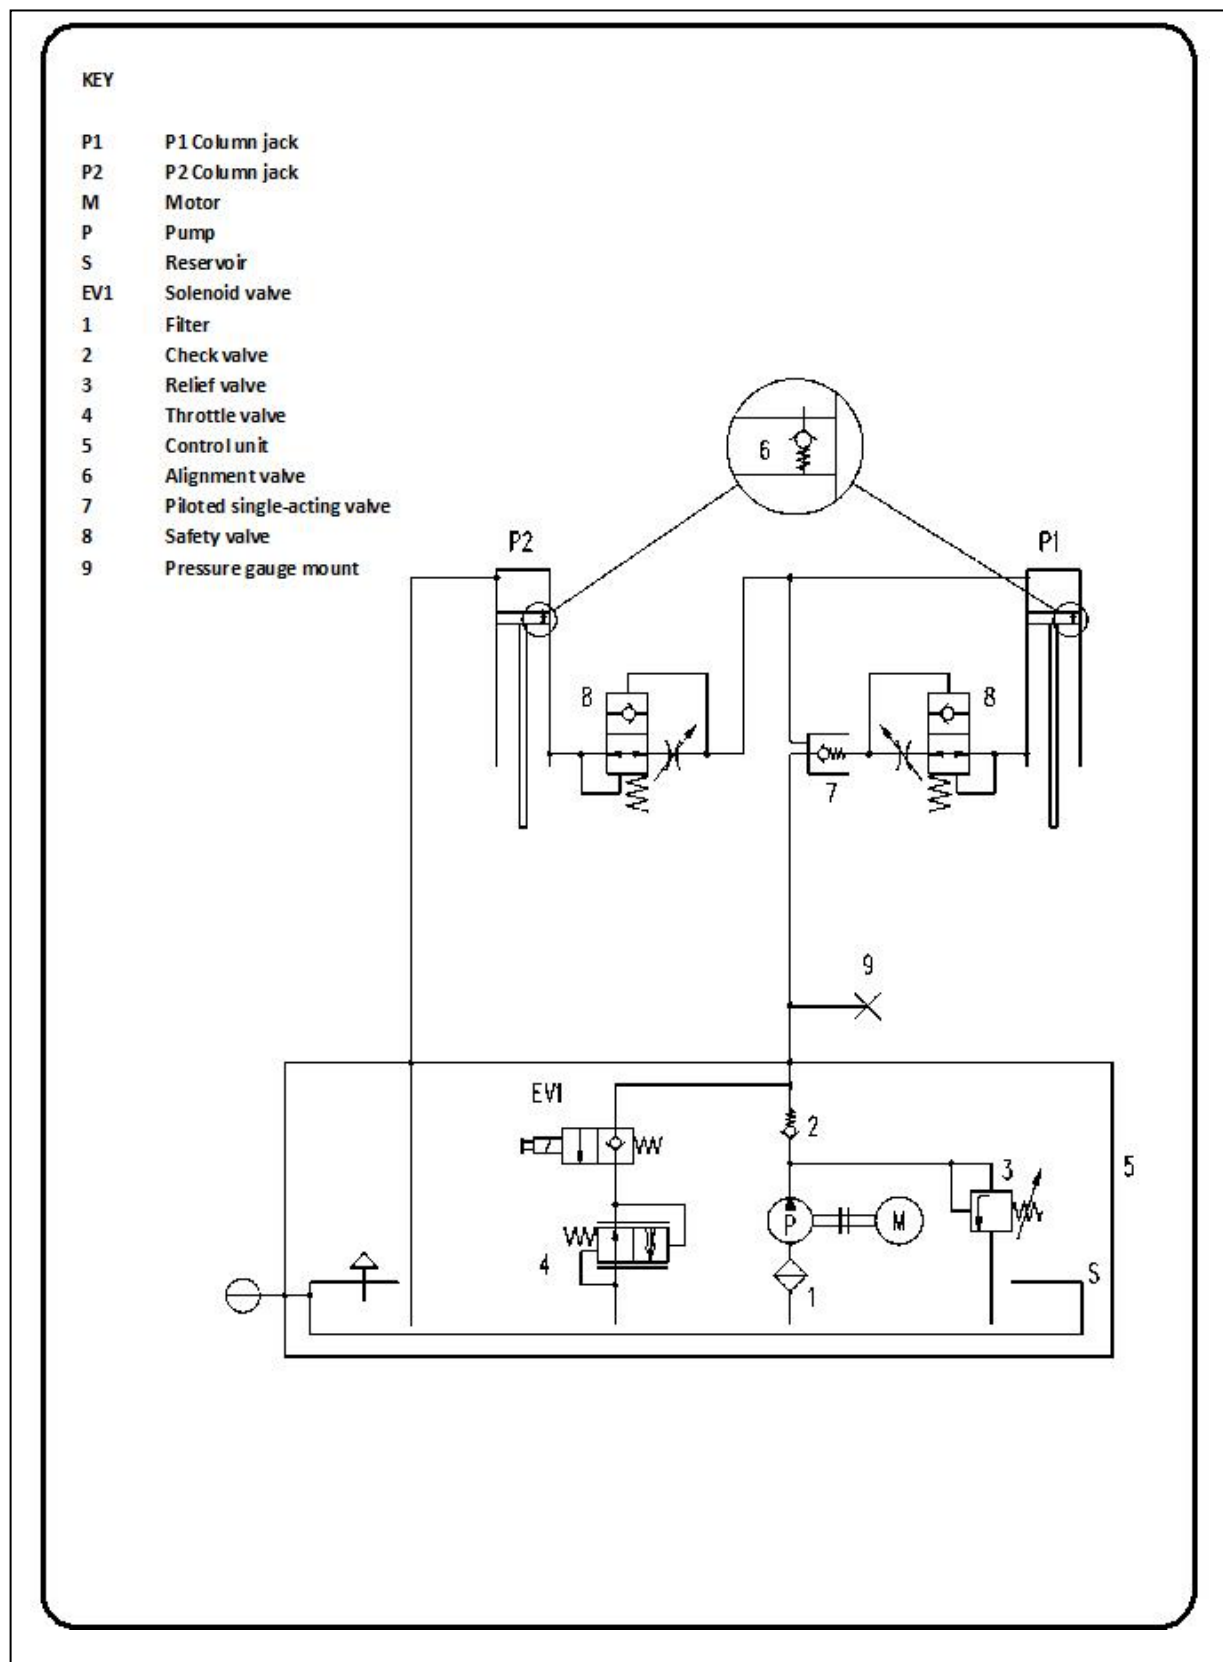 KEY
P1 P1 Column jack
P2 P2 Column jack
M Motor
P Pump
S Reservoir
EV1 Solenoid valve
1 Filter
2 Check valve
3 Relief valve
4 Throttle valve
5 Control unit
6 Alignment valve
7 Piloted single-acting valve
8 Safety valve
9 Pressure gauge mount
6
P2
P1
8
8
7
9
EV1
2
3
5
P
M
4
1
S